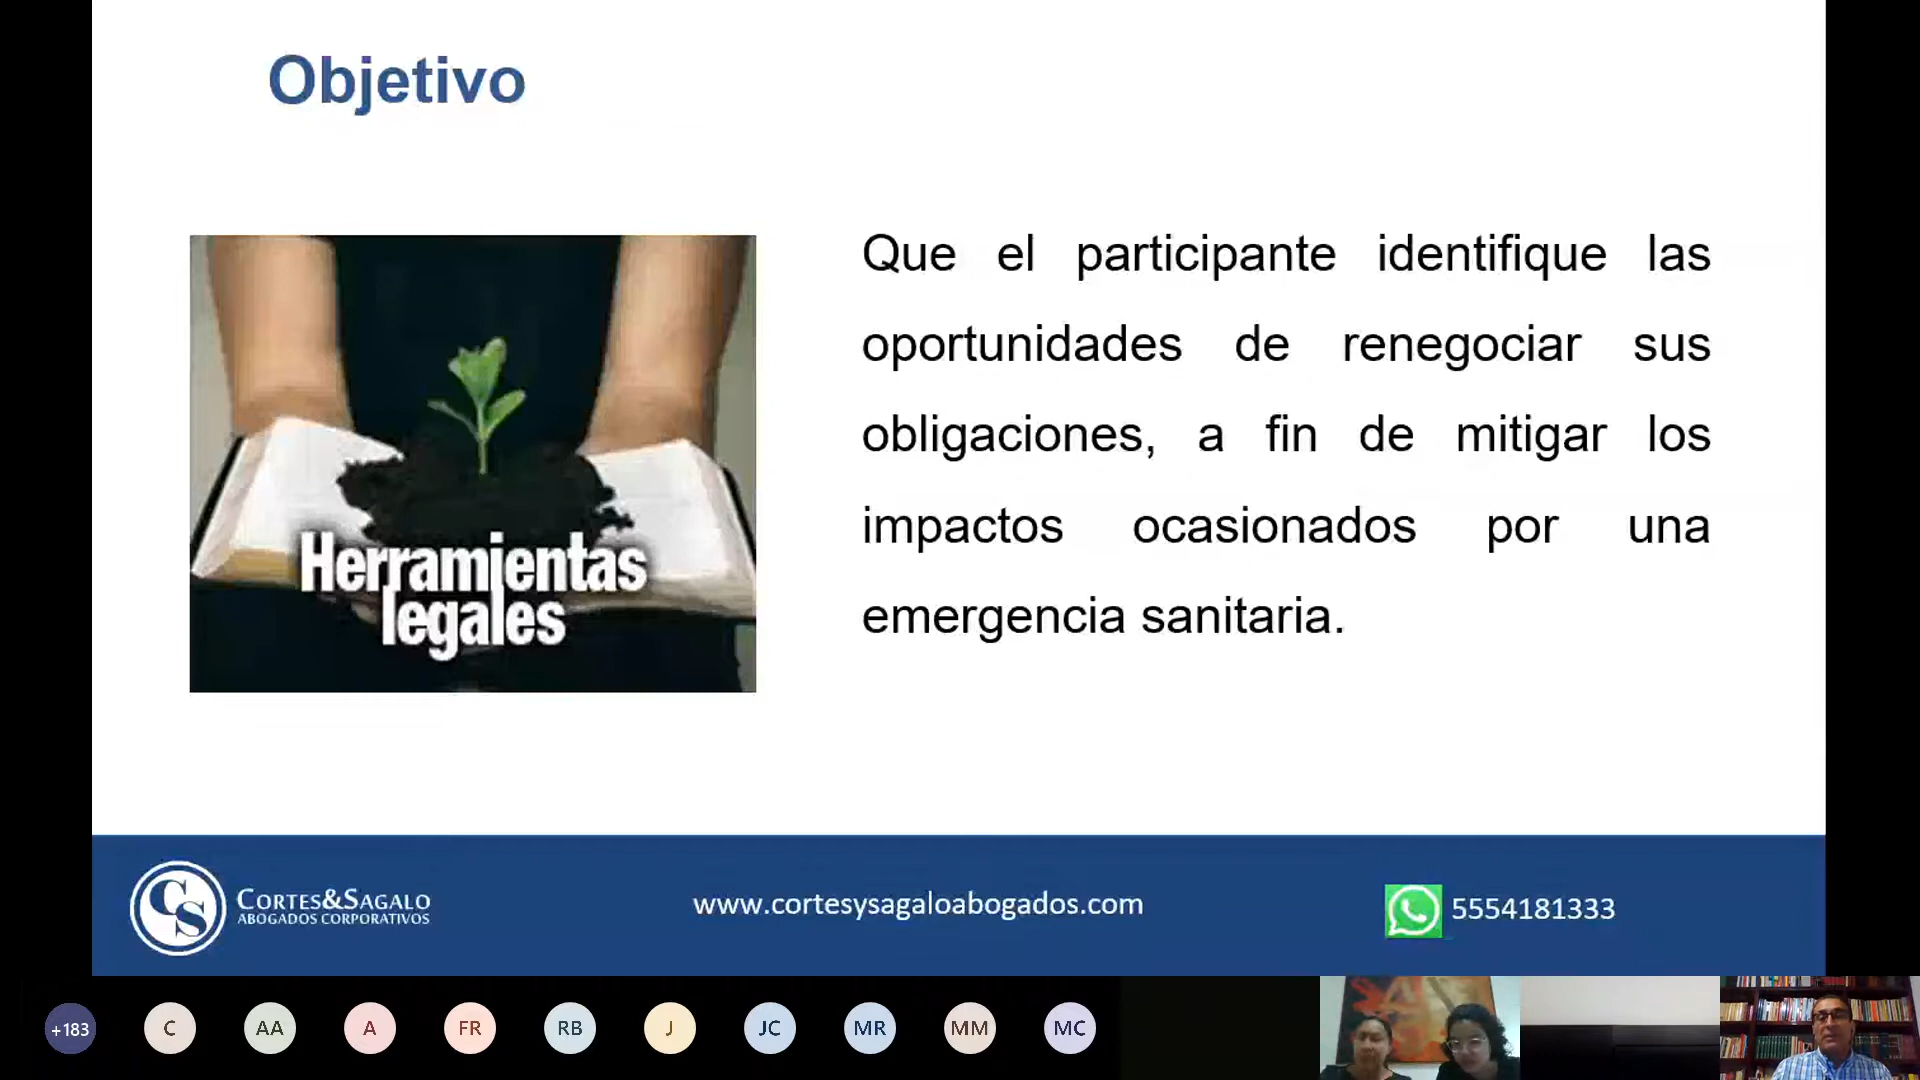 Objetivo
Que el participante identifique las
oportunidades de renegociar sus
obligaciones, a fin de mitigar los
impactos ocasionados por una
emergencia sanitaria.
Herramientas
legales
CS
CORTES&SAGALO
ABOGADOS CORPORATIVOS
www.cortesysagaloabogados.com
5554181333
+183
C
AA
A
FR
RB
J
JC
MR
MM
MC